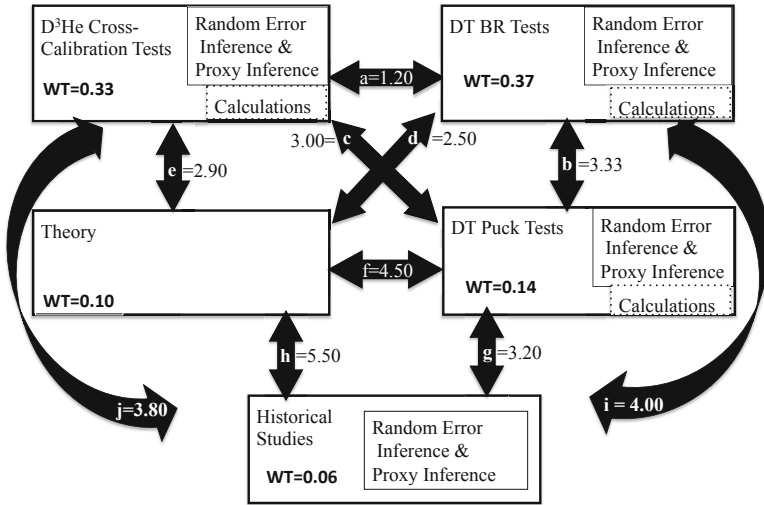 D³He Cross-
Calibration Tests
WT=0.33
Random Error
Inference &
Proxy Inference
Calculations
a=1.20
DT BR Tests
WT=0.37
Random Error
Inference &
Proxy Inference
Calculations
e =2.90
3.00= c
d =2.50
b =3.33
Theory
WT=0.10
f=4.50
DT Puck Tests
WT=0.14
Random Error
Inference &
Proxy Inference
Calculations
h =5.50
g =3.20
j=3.80
i = 4.00
Historical
Studies
WT=0.06
Random Error
Inference &
Proxy Inference